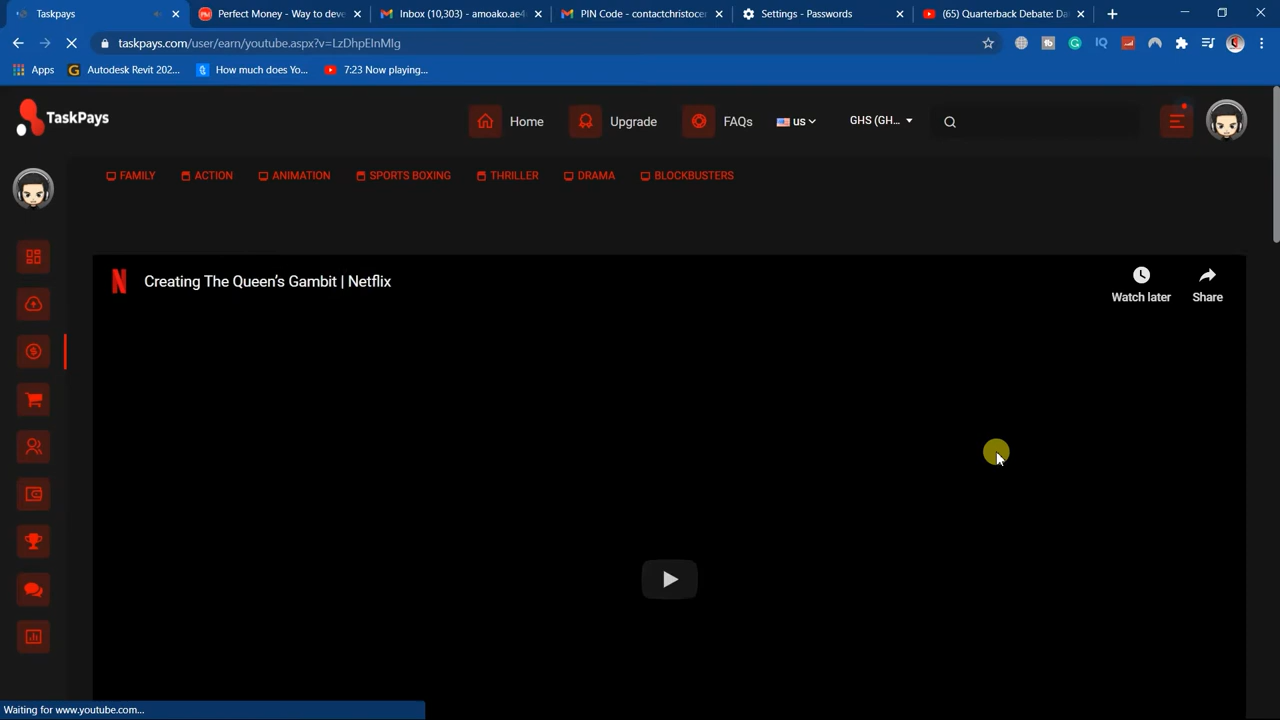 Taskpays
Perfect Money - Way to deve
Inbox (10,303) - amoako.ae4
PIN Code - contactchristocen
Settings - Passwords
(65) Quarterback Debate: Da
taskpays.com/user/earn/youtube.aspx?v=LzDhpElnMlg
Apps
Autodesk Revit 202...
How much does Yo...
7:23 Now playing...
TaskPays
Home
Upgrade
FAQs
us
GHS (GH...
FAMILY
ACTION
ANIMATION
SPORTS BOXING
THRILLER
DRAMA
BLOCKBUSTERS
N
Creating The Queen's Gambit | Netflix
Watch later
Share
Waiting for www.youtube.com...